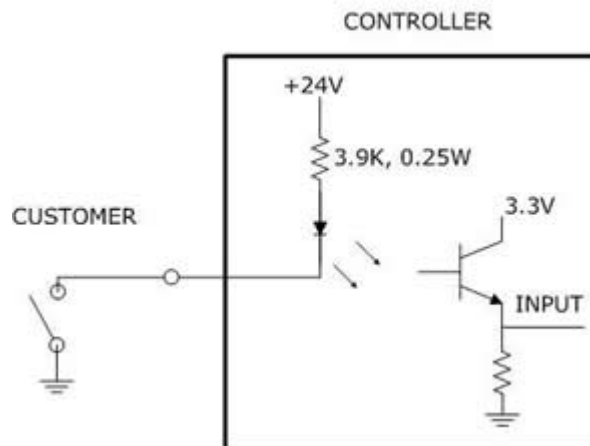 CONTROLLER
+24V
3.9K, 0.25W
CUSTOMER
3.3V
INPUT